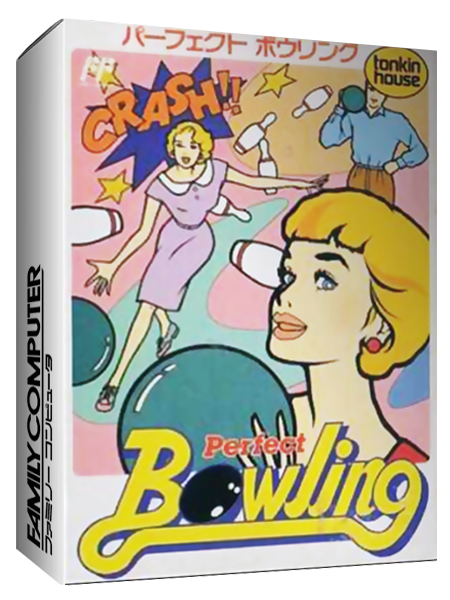 パーフェクト ボウリング
tonkin
house
CRASH!!
Perfect
Bowling
FAMILY COMPUTER
ファミリー コンピュータ